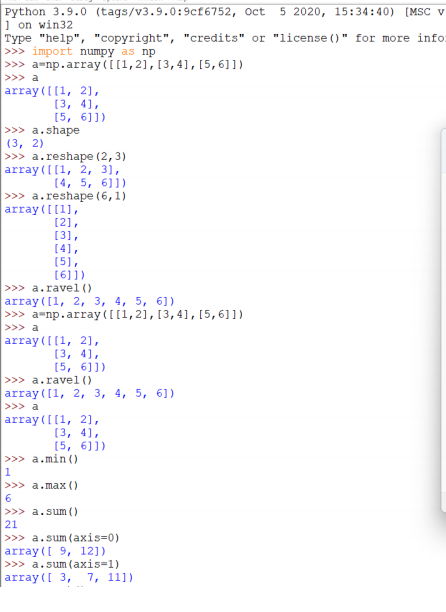 Python 3.9.0 (tags/v3.9.0:9cf6752, Oct  5 2020, 15:34:40) [MSC v
] on win32
Type "help", "copyright", "credits" or "license()" for more info
>>> import numpy as np
>>> a=np.array([[1,2],[3,4],[5,6]])
>>> a
array([[1, 2],
       [3, 4],
       [5, 6]])
>>> a.shape
(3, 2)
>>> a.reshape(2,3)
array([[1, 2, 3],
       [4, 5, 6]])
>>> a.reshape(6,1)
array([[1],
       [2],
       [3],
       [4],
       [5],
       [6]])
>>> a.ravel()
array([1, 2, 3, 4, 5, 6])
>>> a=np.array([[1,2],[3,4],[5,6]])
>>> a
array([[1, 2],
       [3, 4],
       [5, 6]])
>>> a.ravel()
array([1, 2, 3, 4, 5, 6])
>>> a
array([[1, 2],
       [3, 4],
       [5, 6]])
>>> a.min()
1
>>> a.max()
6
>>> a.sum()
21
>>> a.sum(axis=0)
array([ 9, 12])
>>> a.sum(axis=1)
array([ 3,  7, 11])